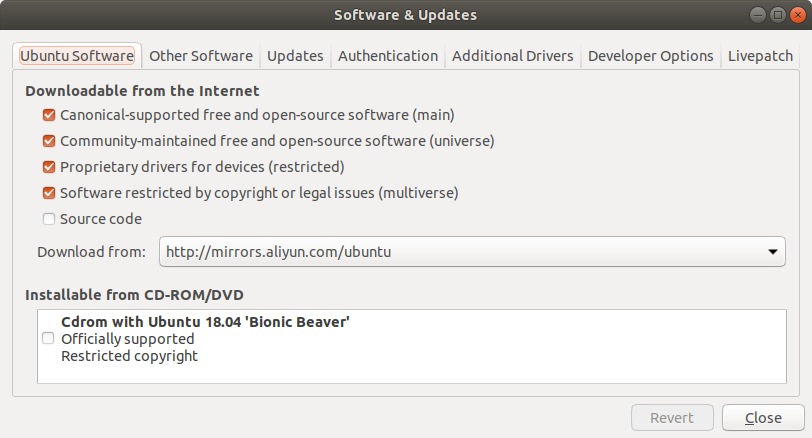 Software & Updates
Ubuntu Software Other Software Updates Authentication Additional Drivers Developer Options Livepatch
Downloadable from the Internet
Canonical-supported free and open-source software (main)
Community-maintained free and open-source software (universe)
Proprietary drivers for devices (restricted)
Software restricted by copyright or legal issues (multiverse)
Source code
Download from: http://mirrors.aliyun.com/ubuntu
Installable from CD-ROM/DVD
Cdrom with Ubuntu 18.04 'Bionic Beaver'
Officially supported
Restricted copyright
Revert Close